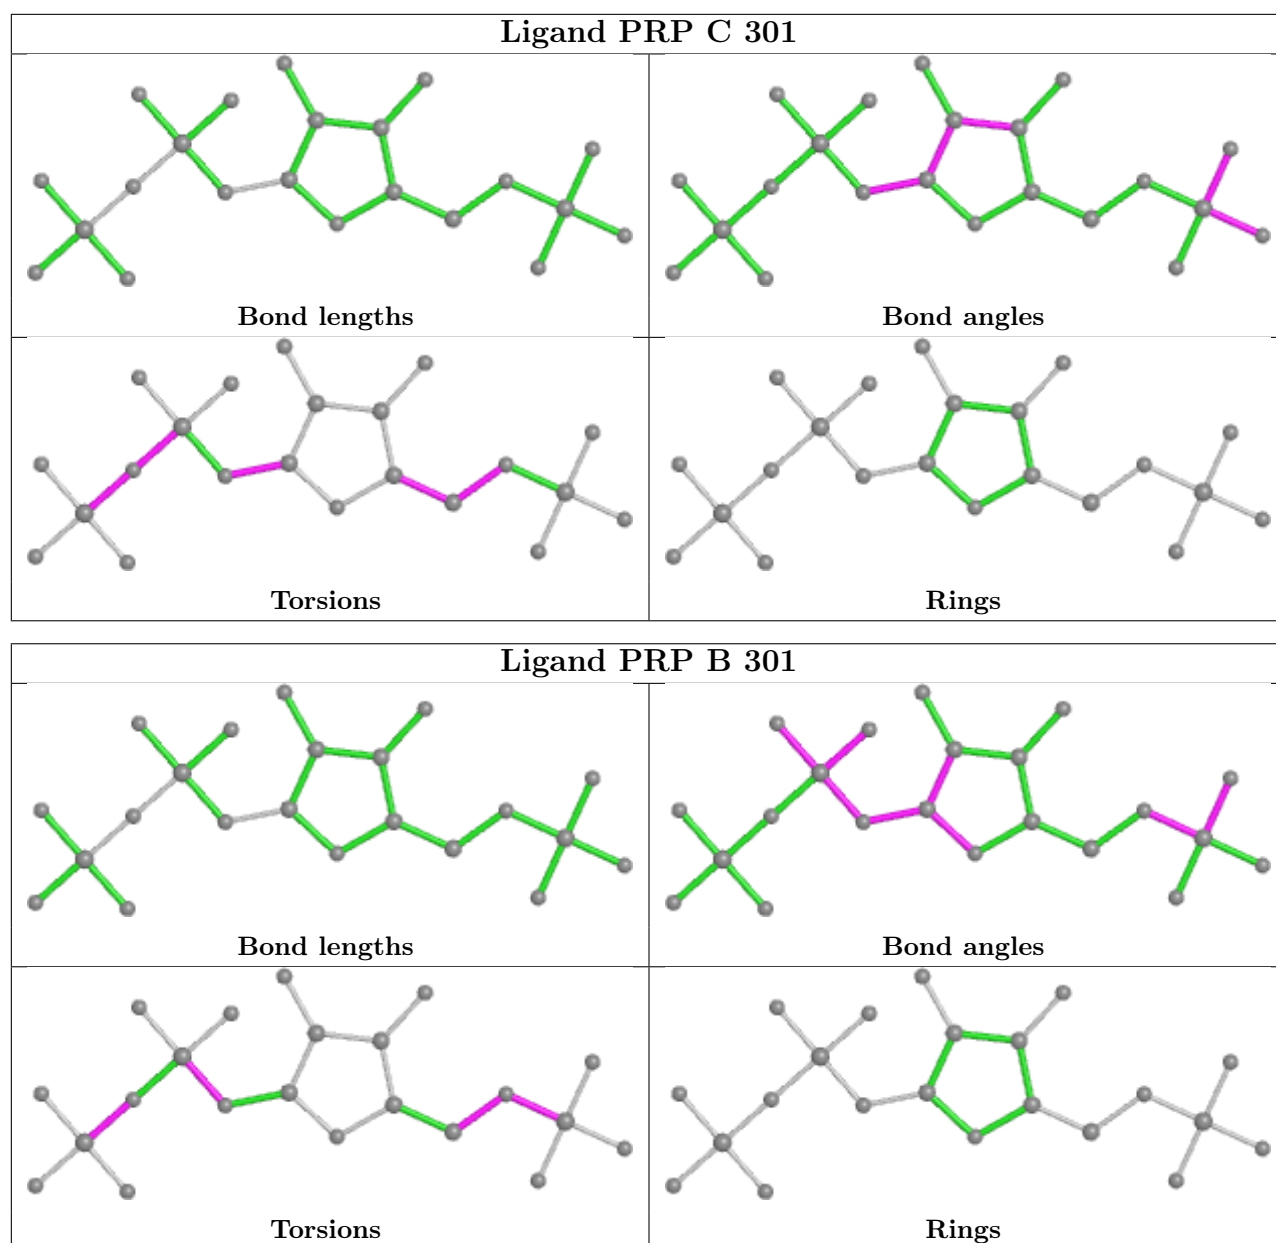 Ligand PRP C 301
Bond lengths
Bond angles
Torsions
Rings
Ligand PRP B 301
Bond lengths
Bond angles
Torsions
Rings